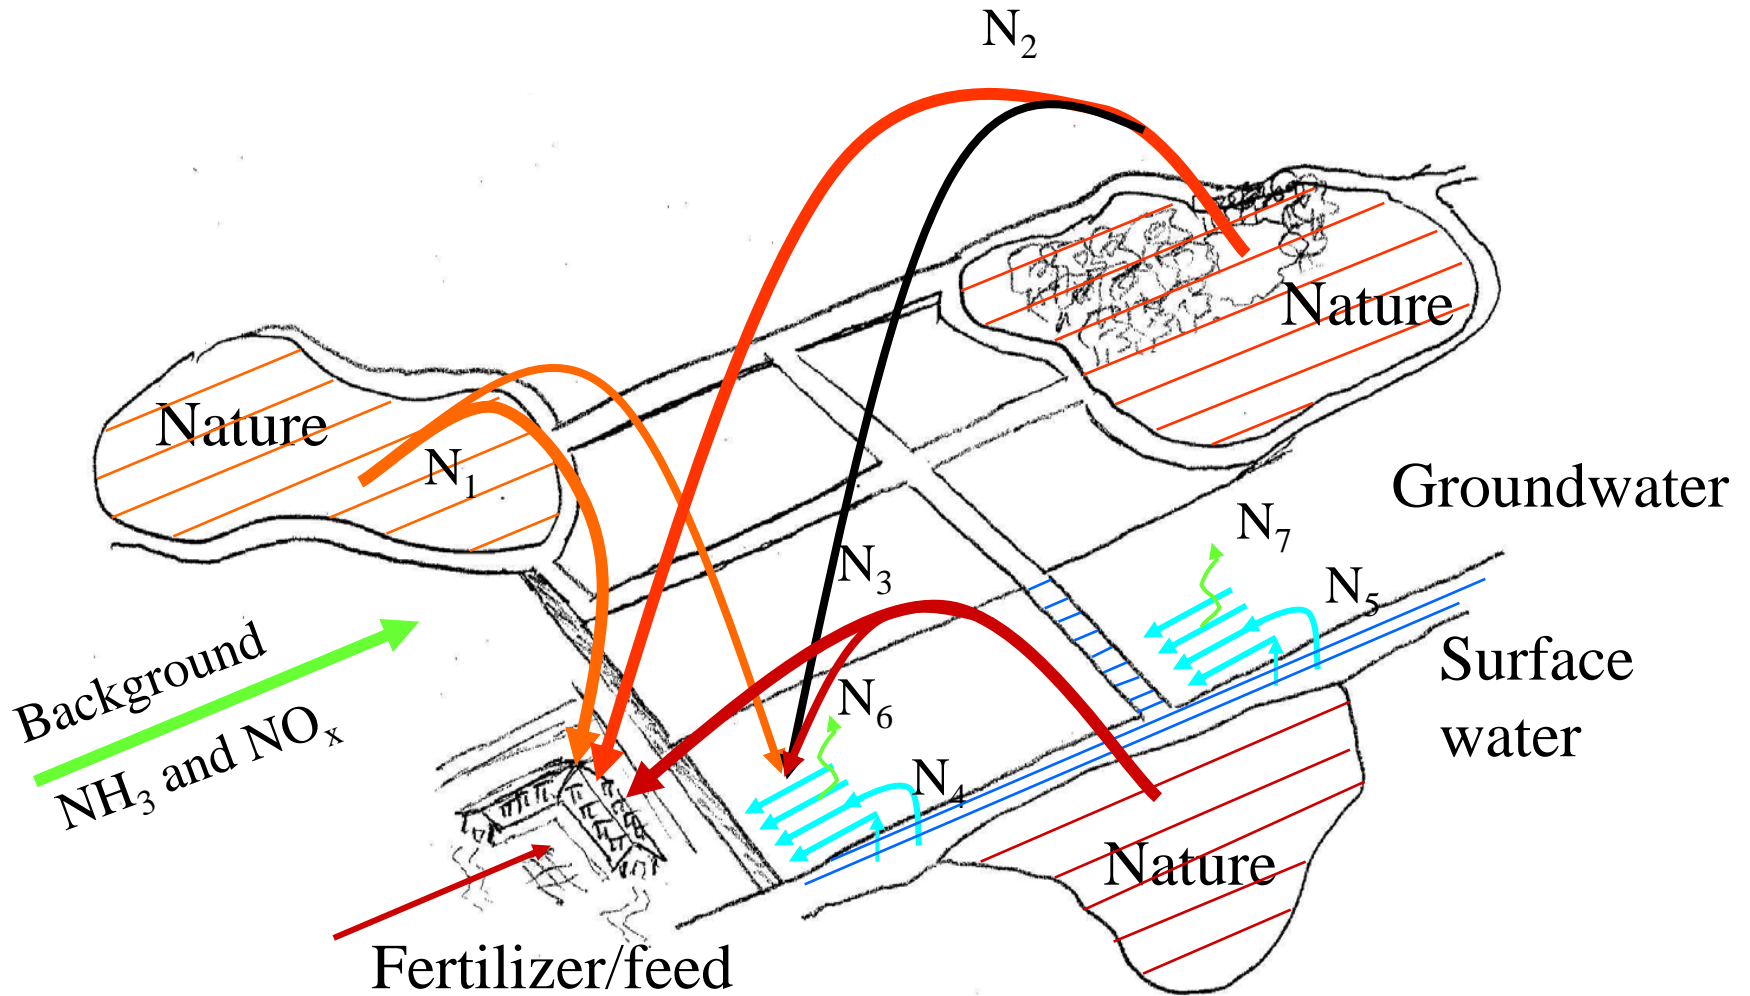 N2
Nature
Nature
N1
Groundwater
N7
N3
N5
Background
NH3 and NOx
Surface
water
N6
N4
Nature
Fertilizer/feed